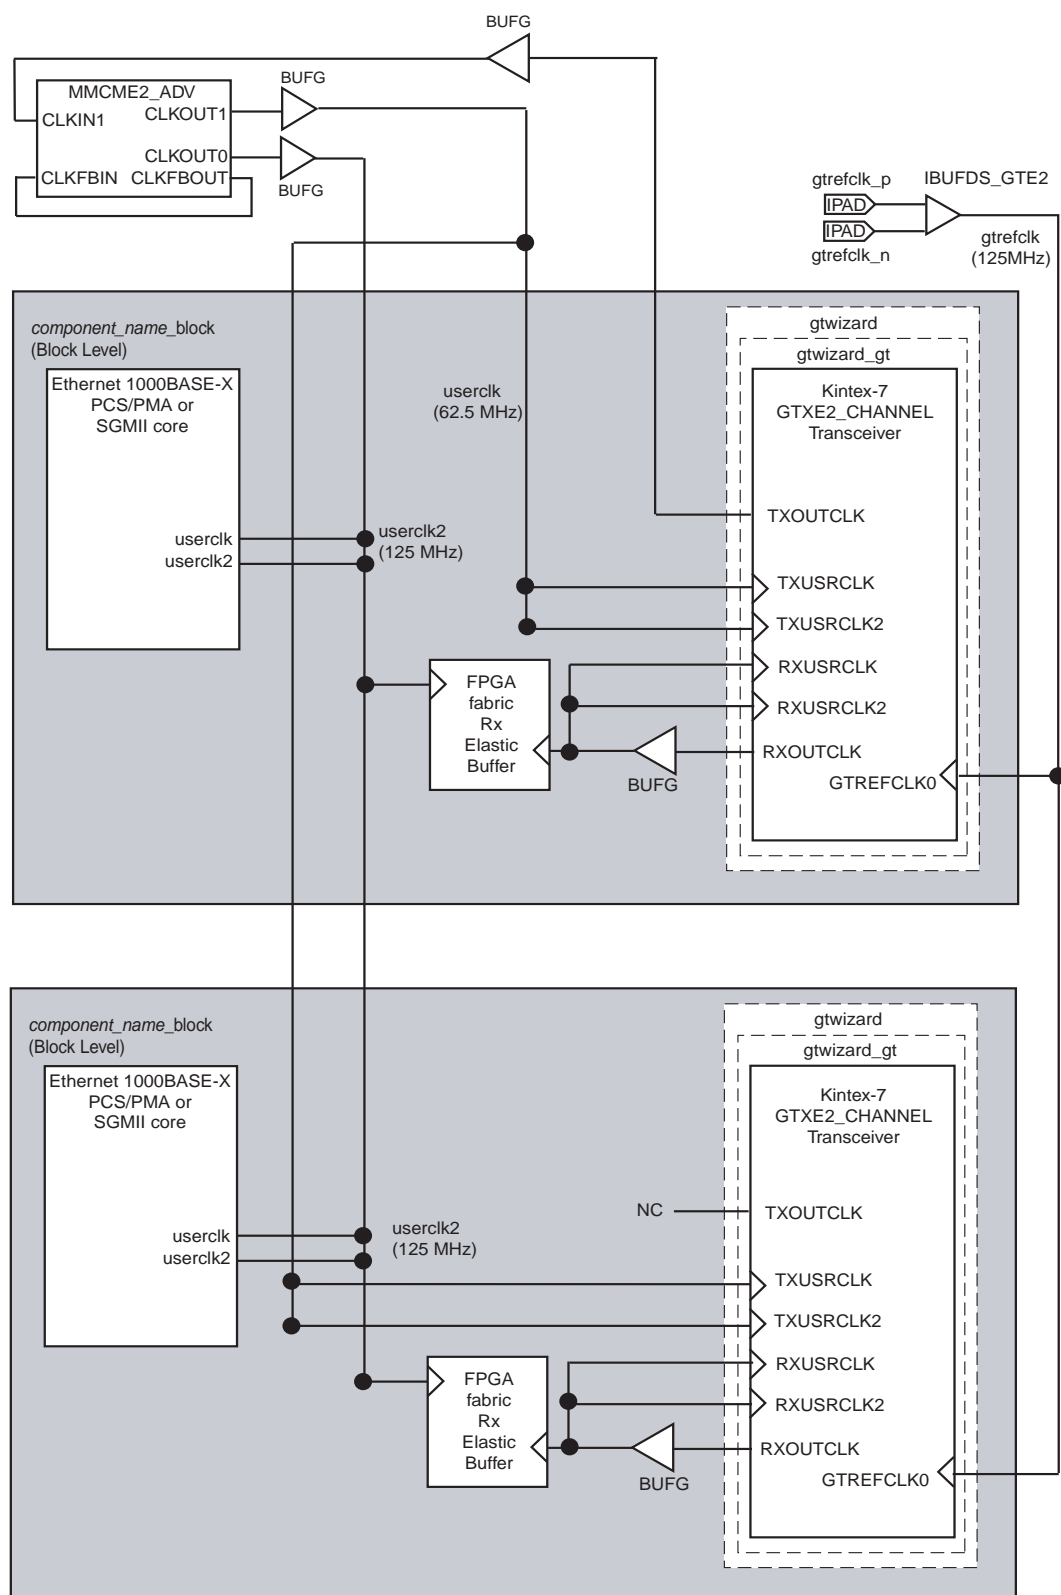 BUFG
BUFG
MMCME2_ADV
CLKIN1
CLKOUT1
CLKOUT0
CLKFBIN
CLKFBOUT
BUFG
gtrefclk_p
IBUFDS_GTE2
IPAD
IPAD
gtrefclk_n
gtrefclk
(125MHz)
component_name_block
(Block Level)
Ethernet 1000BASE-X
PCS/PMA or
SGMII core
userclk
userclk2
userclk
(62.5 MHz)
userclk2
(125 MHz)
gtwizard
gtwizard_gt
Kintex-7
GTXE2_CHANNEL
Transceiver
TXOUTCLK
TXUSRCLK
TXUSRCLK2
RXUSRCLK
RXUSRCLK2
RXOUTCLK
GTREFCLK0
FPGA
fabric
Rx
Elastic
Buffer
BUFG
component_name_block
(Block Level)
Ethernet 1000BASE-X
PCS/PMA or
SGMII core
userclk
userclk2
userclk2
(125 MHz)
gtwizard
gtwizard_gt
Kintex-7
GTXE2_CHANNEL
Transceiver
NC
TXOUTCLK
TXUSRCLK
TXUSRCLK2
RXUSRCLK
RXUSRCLK2
RXOUTCLK
GTREFCLK0
FPGA
fabric
Rx
Elastic
Buffer
BUFG